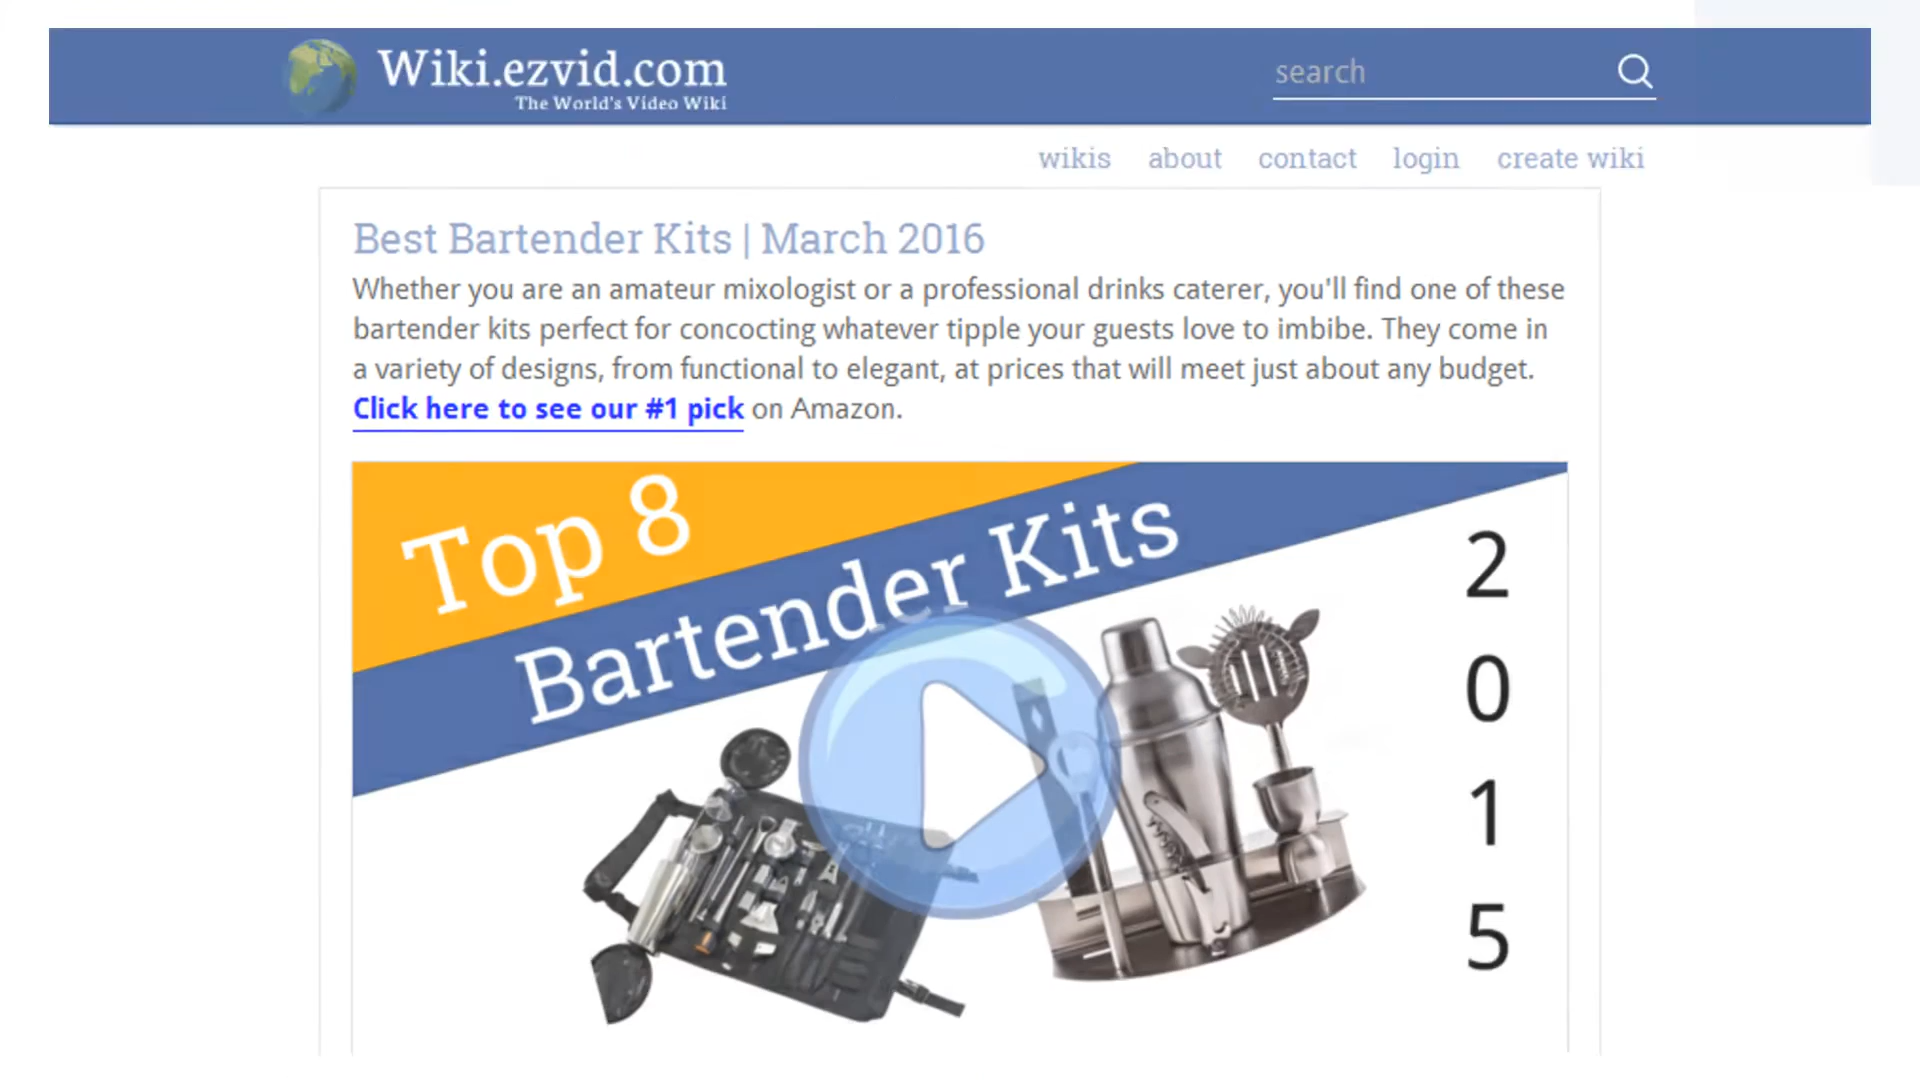 Wiki.ezvid.com
The World's Video Wiki
search
wikis about contact login create wiki
Best Bartender Kits | March 2016
Whether you are an amateur mixologist or a professional drinks caterer, you'll find one of these
bartender kits perfect for concocting whatever tipple your guests love to imbibe. They come in
a variety of designs, from functional to elegant, at prices that will meet just about any budget.
Click here to see our #1 pick on Amazon.
Top 8
Bartender Kits
2
0
1
5